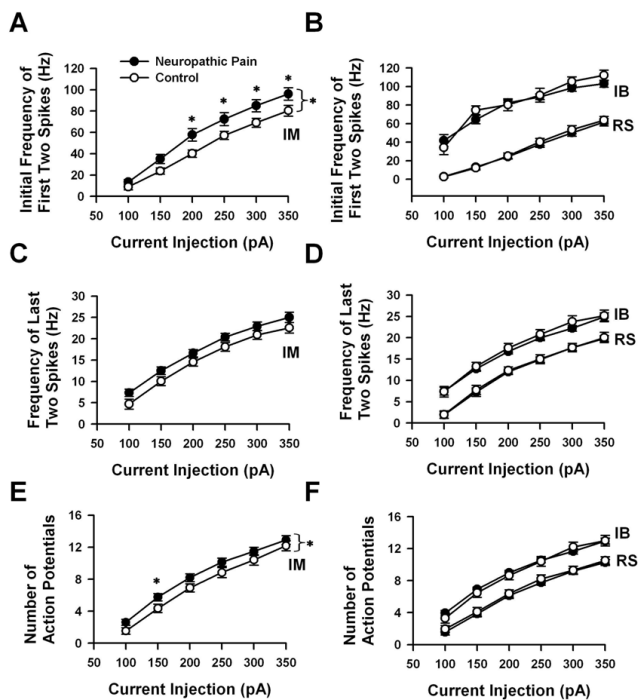 A
Neuropathic Pain
Control
Initial Frequency of
First Two Spikes (Hz)
120
100
80
60
40
20
0
* * * * *
IM
50 100 150 200 250 300 350
Current Injection (pA)
B
Initial Frequency of
First Two Spikes (Hz)
120
100
80
60
40
20
0
IB
RS
50 100 150 200 250 300 350
Current Injection (pA)
C
Frequency of Last
Two Spikes (Hz)
30
25
20
15
10
5
0
IM
50 100 150 200 250 300 350
Current Injection (pA)
D
Frequency of Last
Two Spikes (Hz)
30
25
20
15
10
5
0
IB
RS
50 100 150 200 250 300 350
Current Injection (pA)
E
Number of
Action Potentials
16
12
8
4
0
* *
IM
50 100 150 200 250 300 350
Current Injection (pA)
F
Number of
Action Potentials
16
12
8
4
0
IB
RS
50 100 150 200 250 300 350
Current Injection (pA)